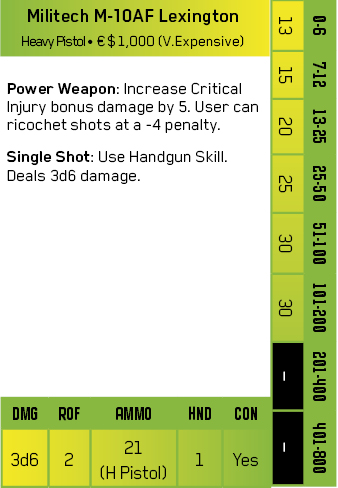 Militech M-10AF Lexington
Heavy Pistol • €$1,000 (V.Expensive)
Power Weapon: Increase Critical
Injury bonus damage by 5. User can
ricochet shots at a -4 penalty.
Single Shot: Use Handgun Skill.
Deals 3d6 damage.
13 0-6
15 7-12
20 13-25
25 25-50
30 51-100
30 101-200
– 201-400
– 401-800
DMG ROF AMMO HND CON
3d6 2 21 (H Pistol) 1 Yes